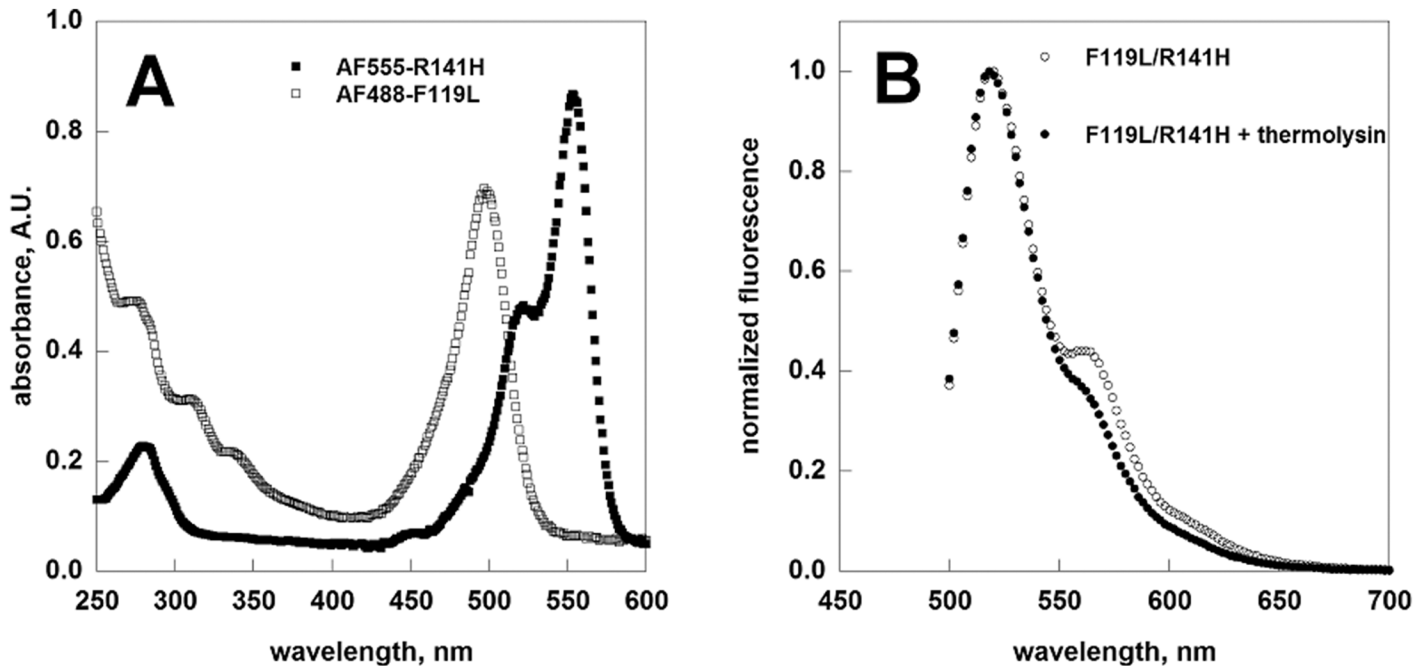 A
AF555-R141H
AF488-F119L
absorbance, A.U.
1.0
0.8
0.6
0.4
0.2
0.0
250 300 350 400 450 500 550 600
wavelength, nm
B
F119L/R141H
F119L/R141H + thermolysin
normalized fluorescence
1.0
0.8
0.6
0.4
0.2
0.0
450 500 550 600 650 700
wavelength, nm